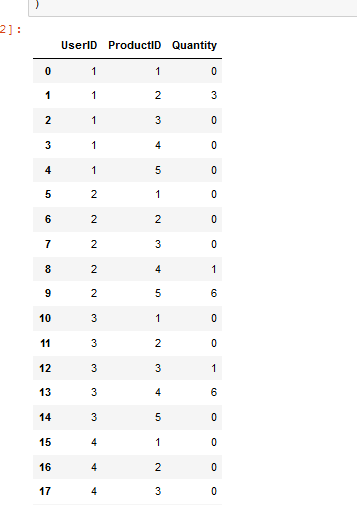 )
2]:
UserID ProductID Quantity
0 1 1 0
1 1 2 3
2 1 3 0
3 1 4 0
4 1 5 0
5 2 1 0
6 2 2 0
7 2 3 0
8 2 4 1
9 2 5 6
10 3 1 0
11 3 2 0
12 3 3 1
13 3 4 6
14 3 5 0
15 4 1 0
16 4 2 0
17 4 3 0